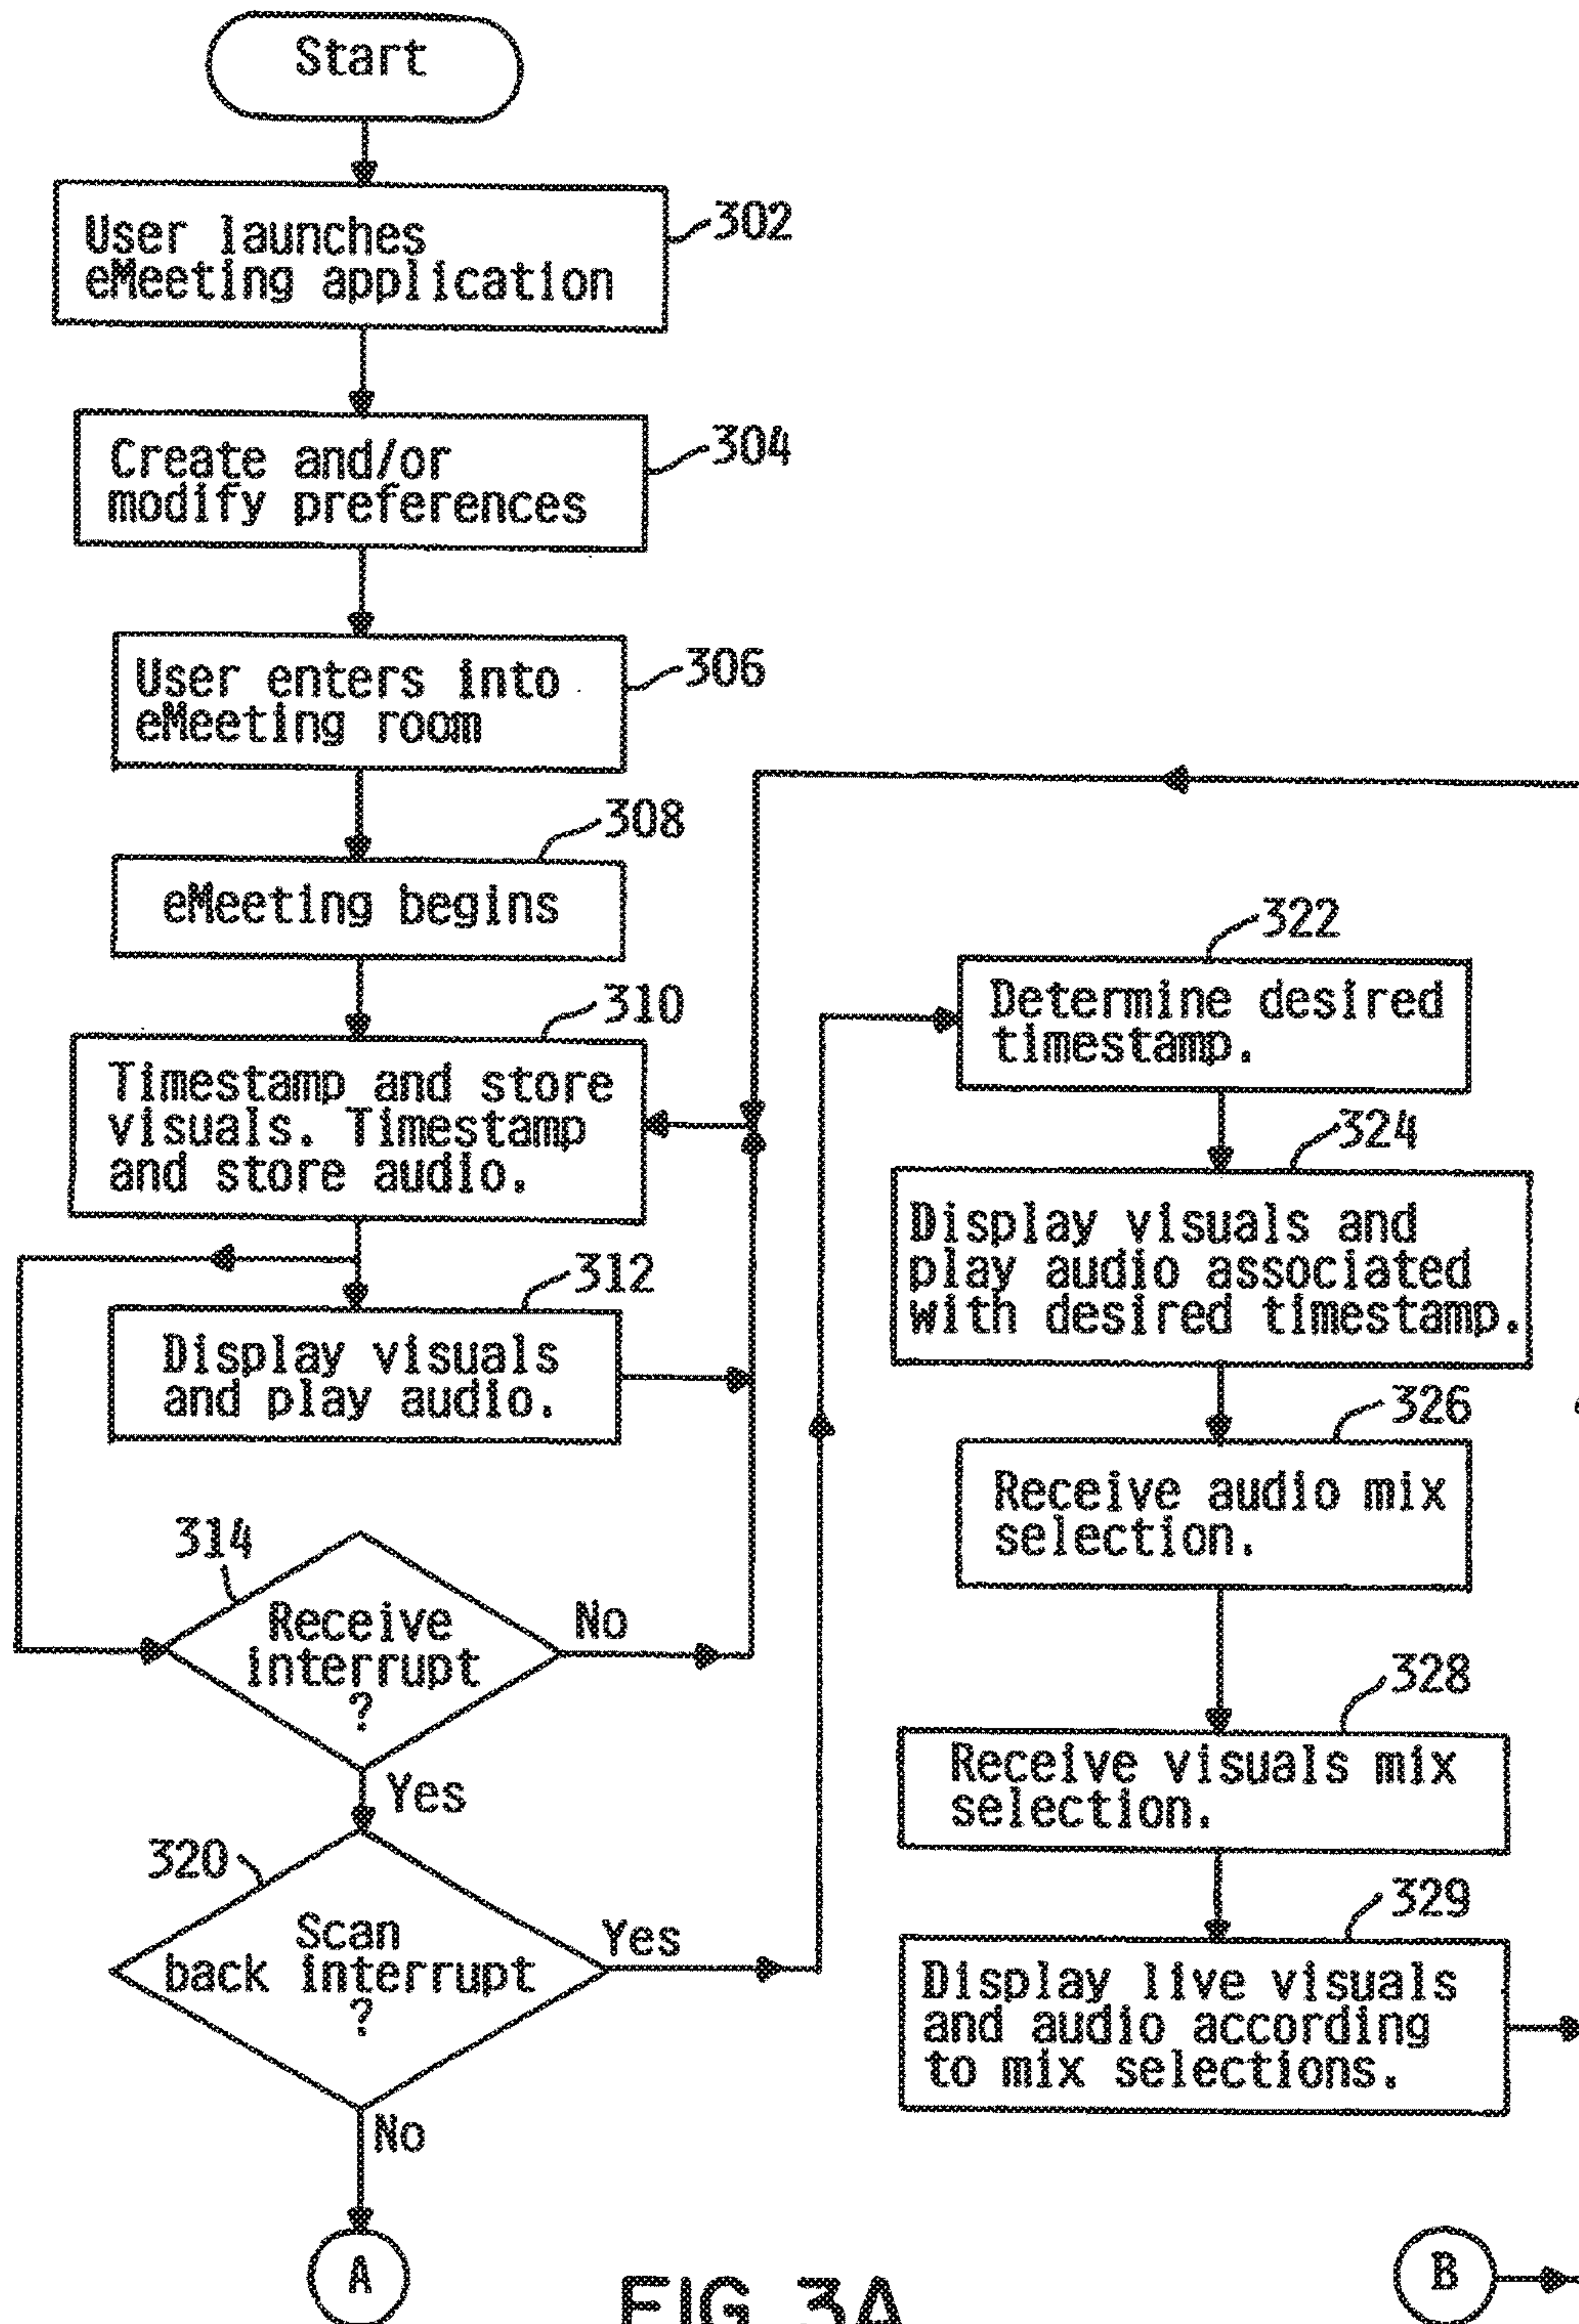 Start
User launches
eMeeting application
302
Create and/or
modify preferences
304
User enters into
eMeeting room
306
308
eMeeting begins
310
Timestamp and store
visuals. Timestamp
and store audio.
312
Display visuals
and play audio.
314
Receive
interrupt
?
No
Yes
320
Scan
back interrupt
?
Yes
No
A
322
Determine desired
timestamp.
324
Display visuals and
play audio associated
with desired timestamp.
326
Receive audio mix
selection.
328
Receive visuals mix
selection.
329
Display live visuals
and audio according
to mix selections.
B
FIG. 3A